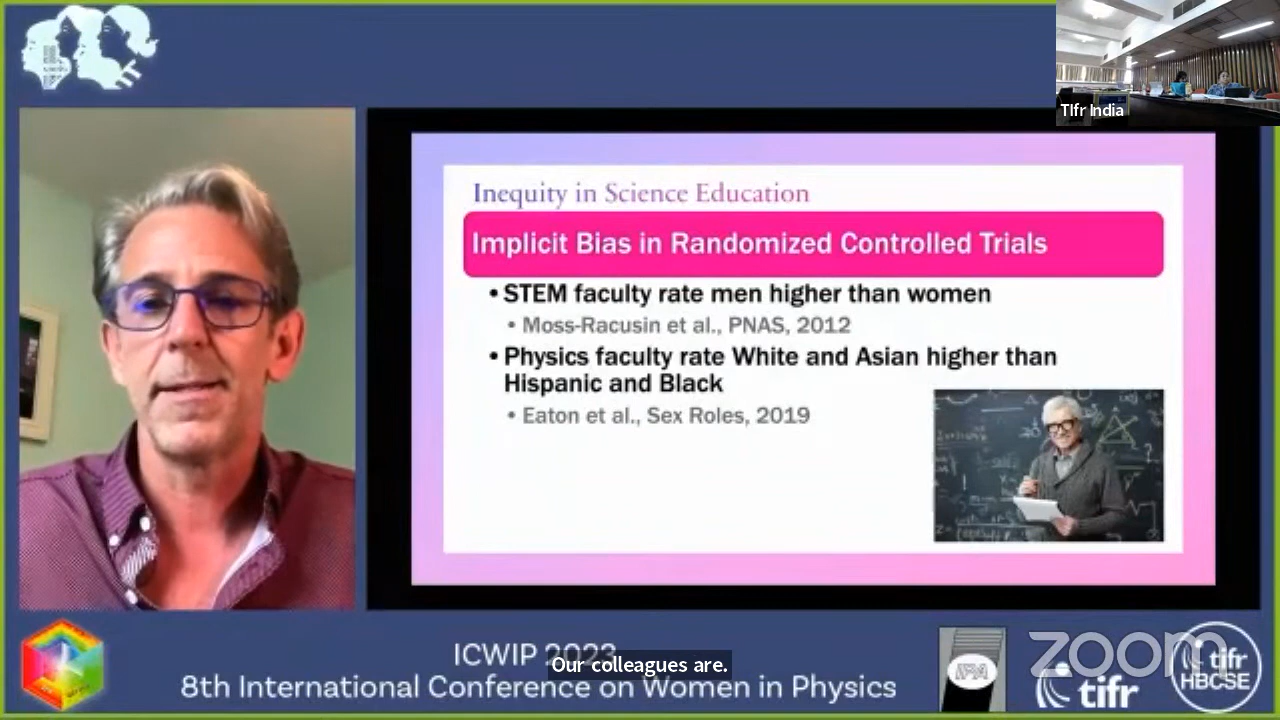 TIfr India
Inequity in Science Education
Implicit Bias in Randomized Controlled Trials
• STEM faculty rate men higher than women
• Moss-Racusin et al., PNAS, 2012
• Physics faculty rate White and Asian higher than
Hispanic and Black
• Eaton et al., Sex Roles, 2019
ICWIP 2023
Our colleagues are.
8th International Conference on Women in Physics
IPA
tifr
zoom
tifr
HBCSE